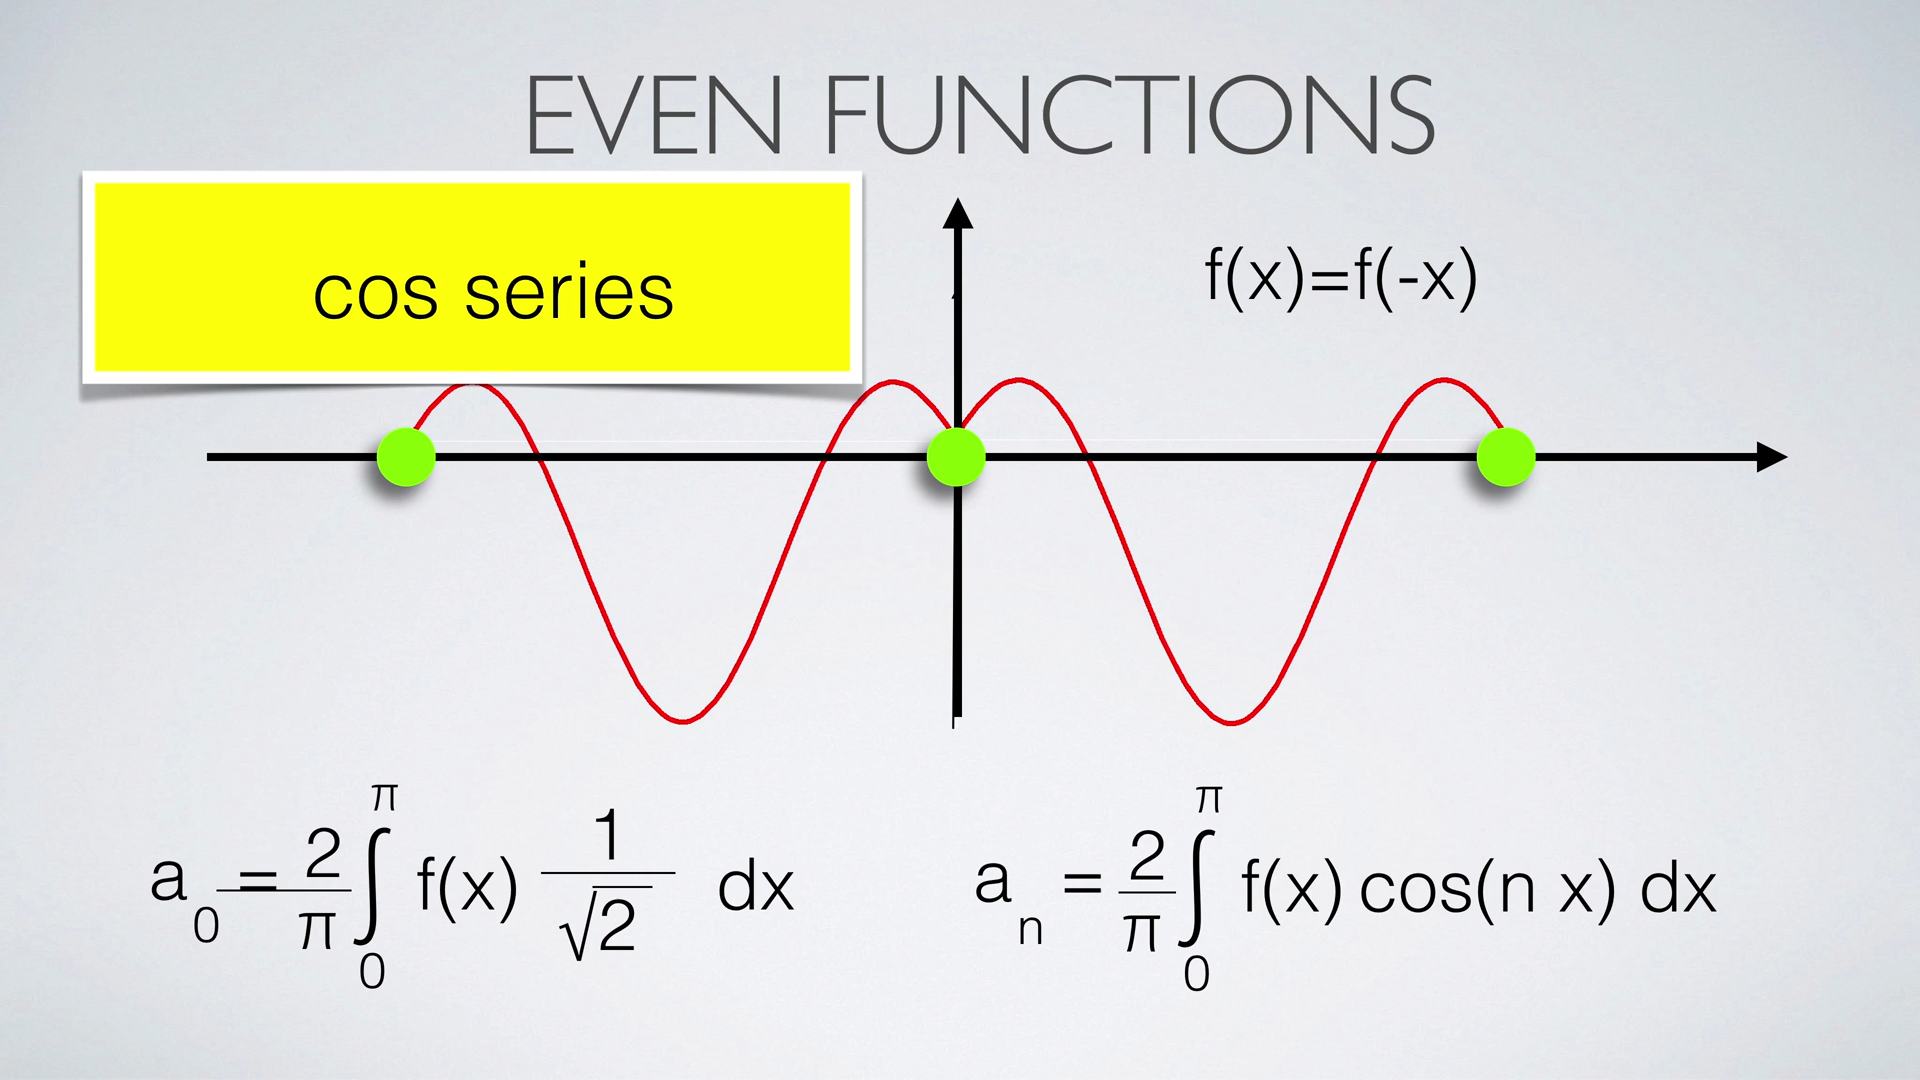 EVEN FUNCTIONS
cos series
f(x)=f(-x)
a₀ = 2/π ∫₀^π f(x) 1/√2 dx
aₙ = 2/π ∫₀^π f(x) cos(n x) dx